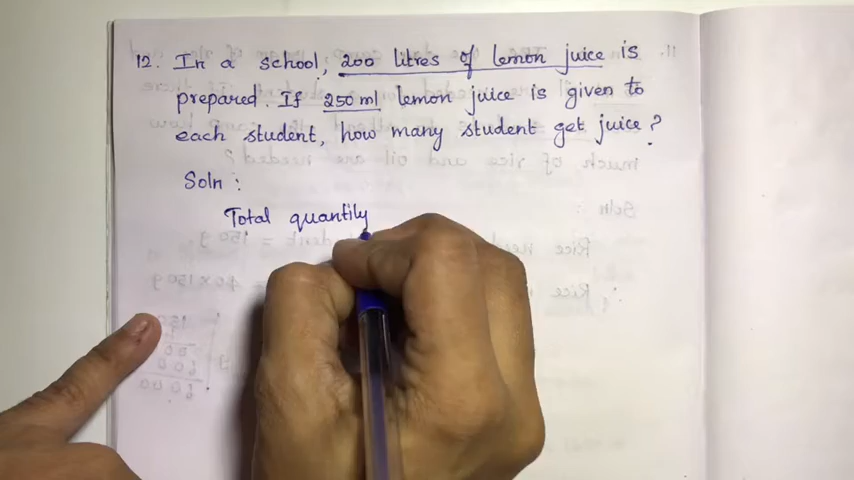 12. In a school, 200 litres of lemon juice is
prepared. If 250 ml lemon juice is given to
each student, how many student get juice?
Soln :
Total quantity